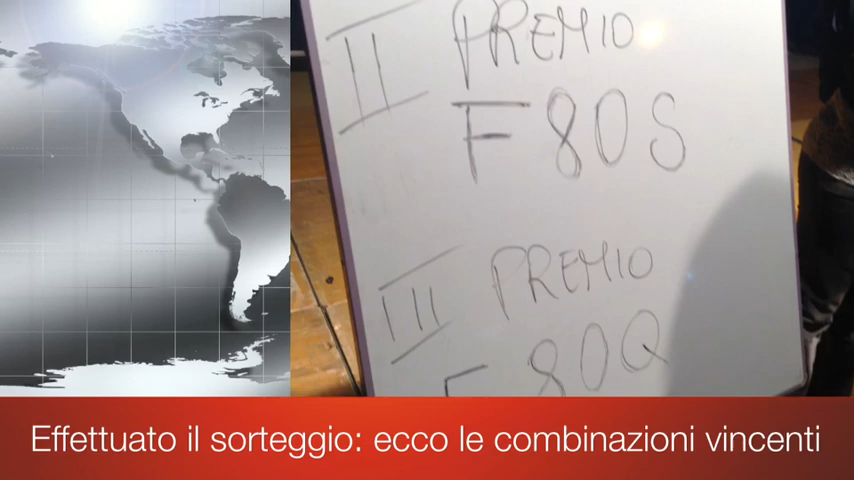 II PREMIO
F80S
III PREMIO
F80Q
Effettuato il sorteggio: ecco le combinazioni vincenti